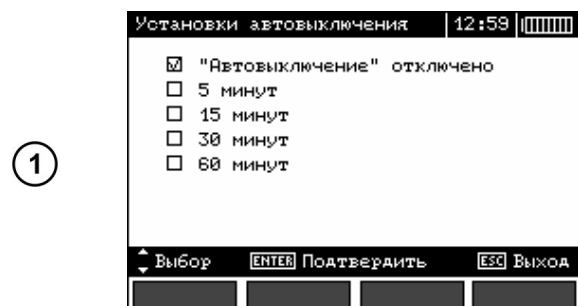 Установки автовыключения 12:59
"Автовыключение" отключено
5 минут
15 минут
30 минут
60 минут
1
Выбор ENTER Подтвердить ESC Выход